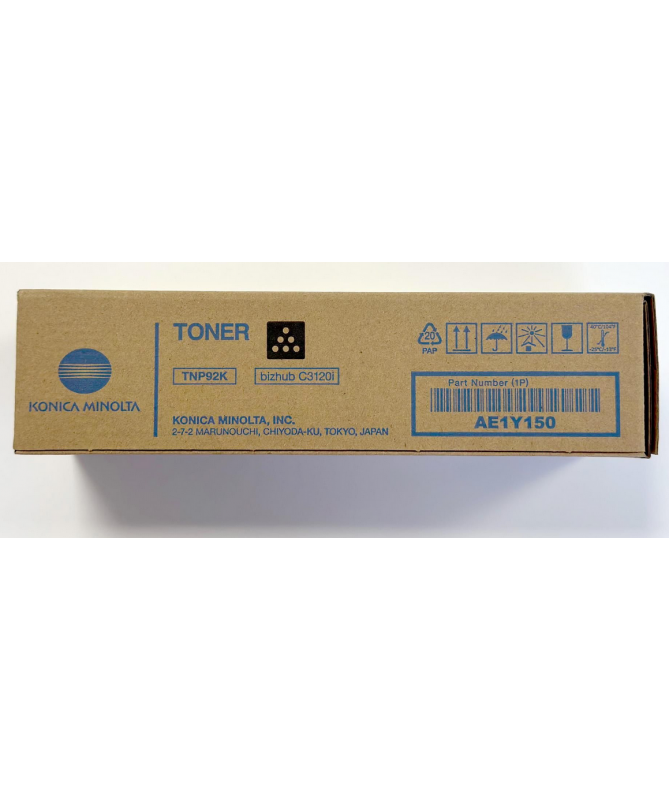 KONICA MINOLTA
TONER
TNP92K
bizhub C3120i
KONICA MINOLTA, INC.
2-7-2 MARUNOUCHI, CHIYODA-KU, TOKYO, JAPAN
20
PAP
Part Number (1P)
AE1Y150